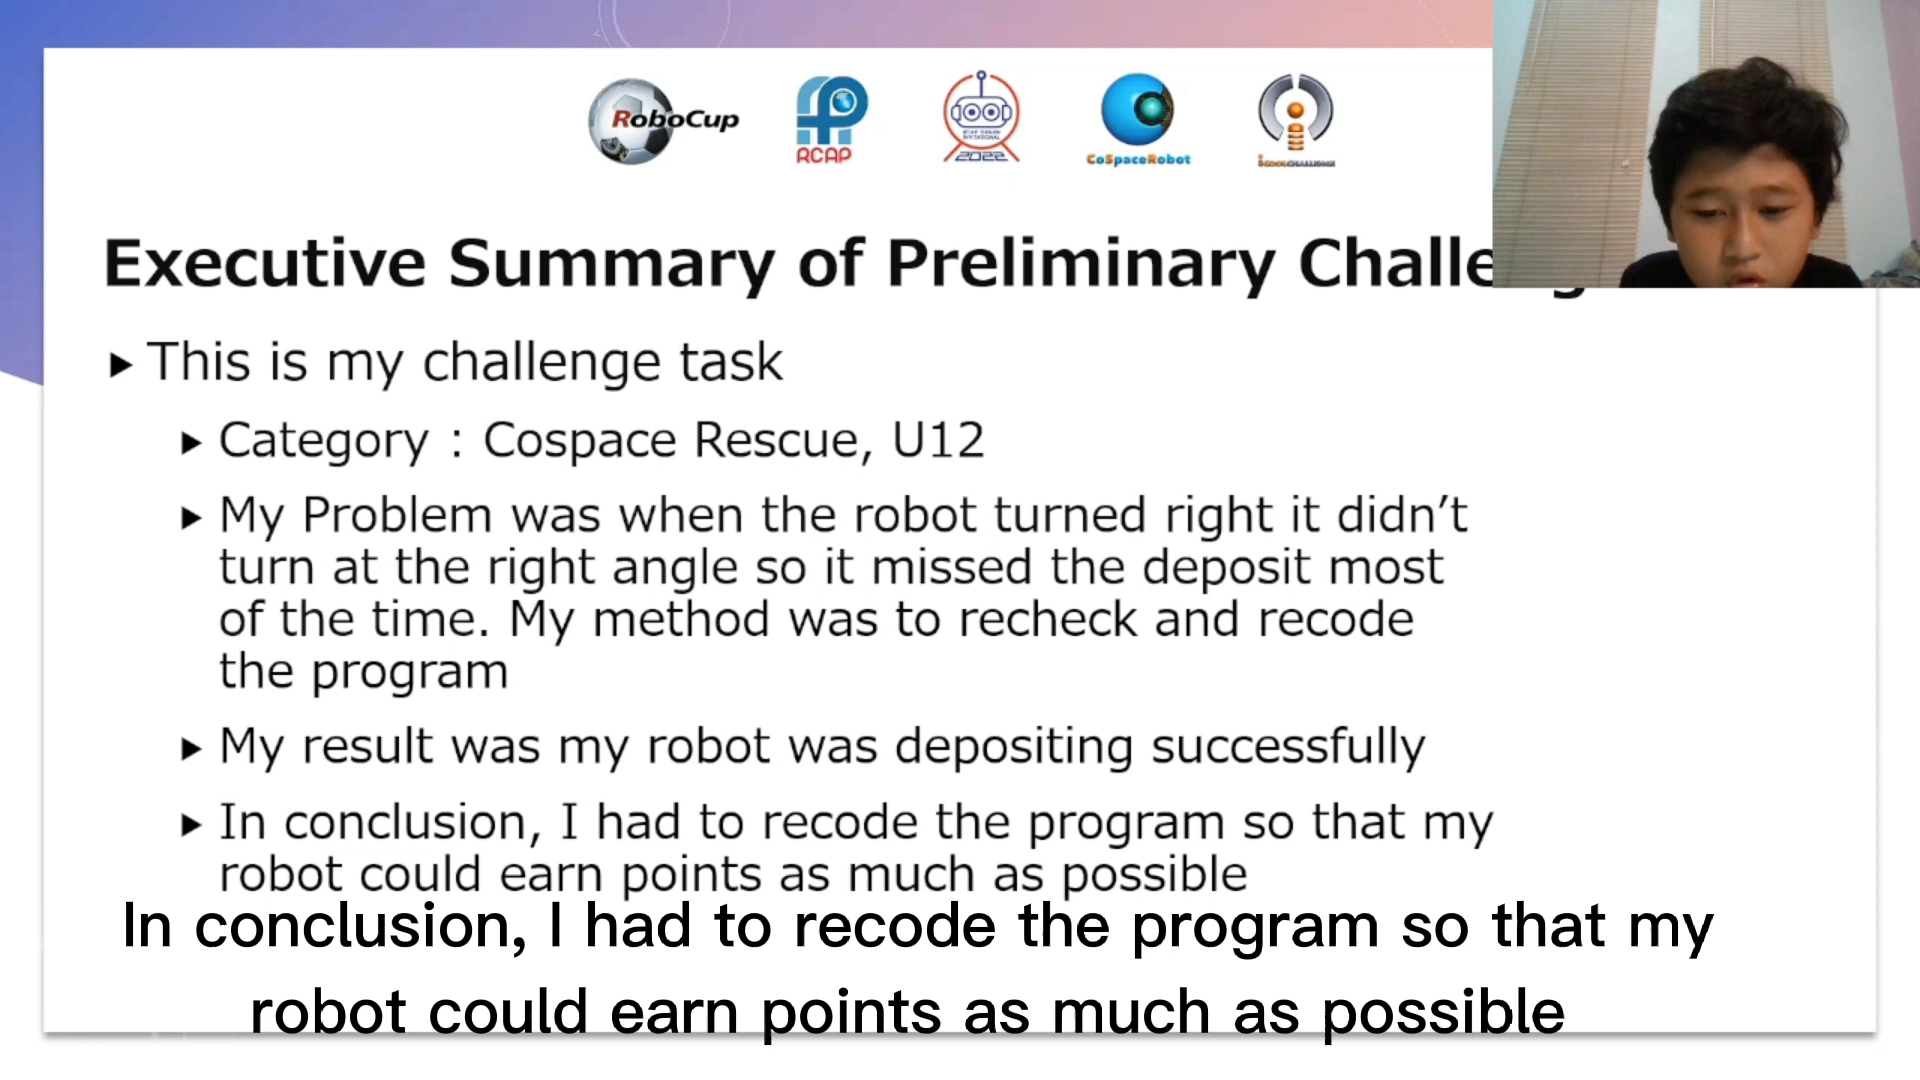 RoboCup
RCAP
2022
CoSpaceRobot
Executive Summary of Preliminary
This is my challenge task
Category : Cospace Rescue, U12
My Problem was when the robot turned right it didn’t
turn at the right angle so it missed the deposit most
of the time. My method was to recheck and recode
the program
My result was my robot was depositing successfully
In conclusion, I had to recode the program so that my
robot could earn points as much as possible
In conclusion, I had to recode the program so that my
robot could earn points as much as possible